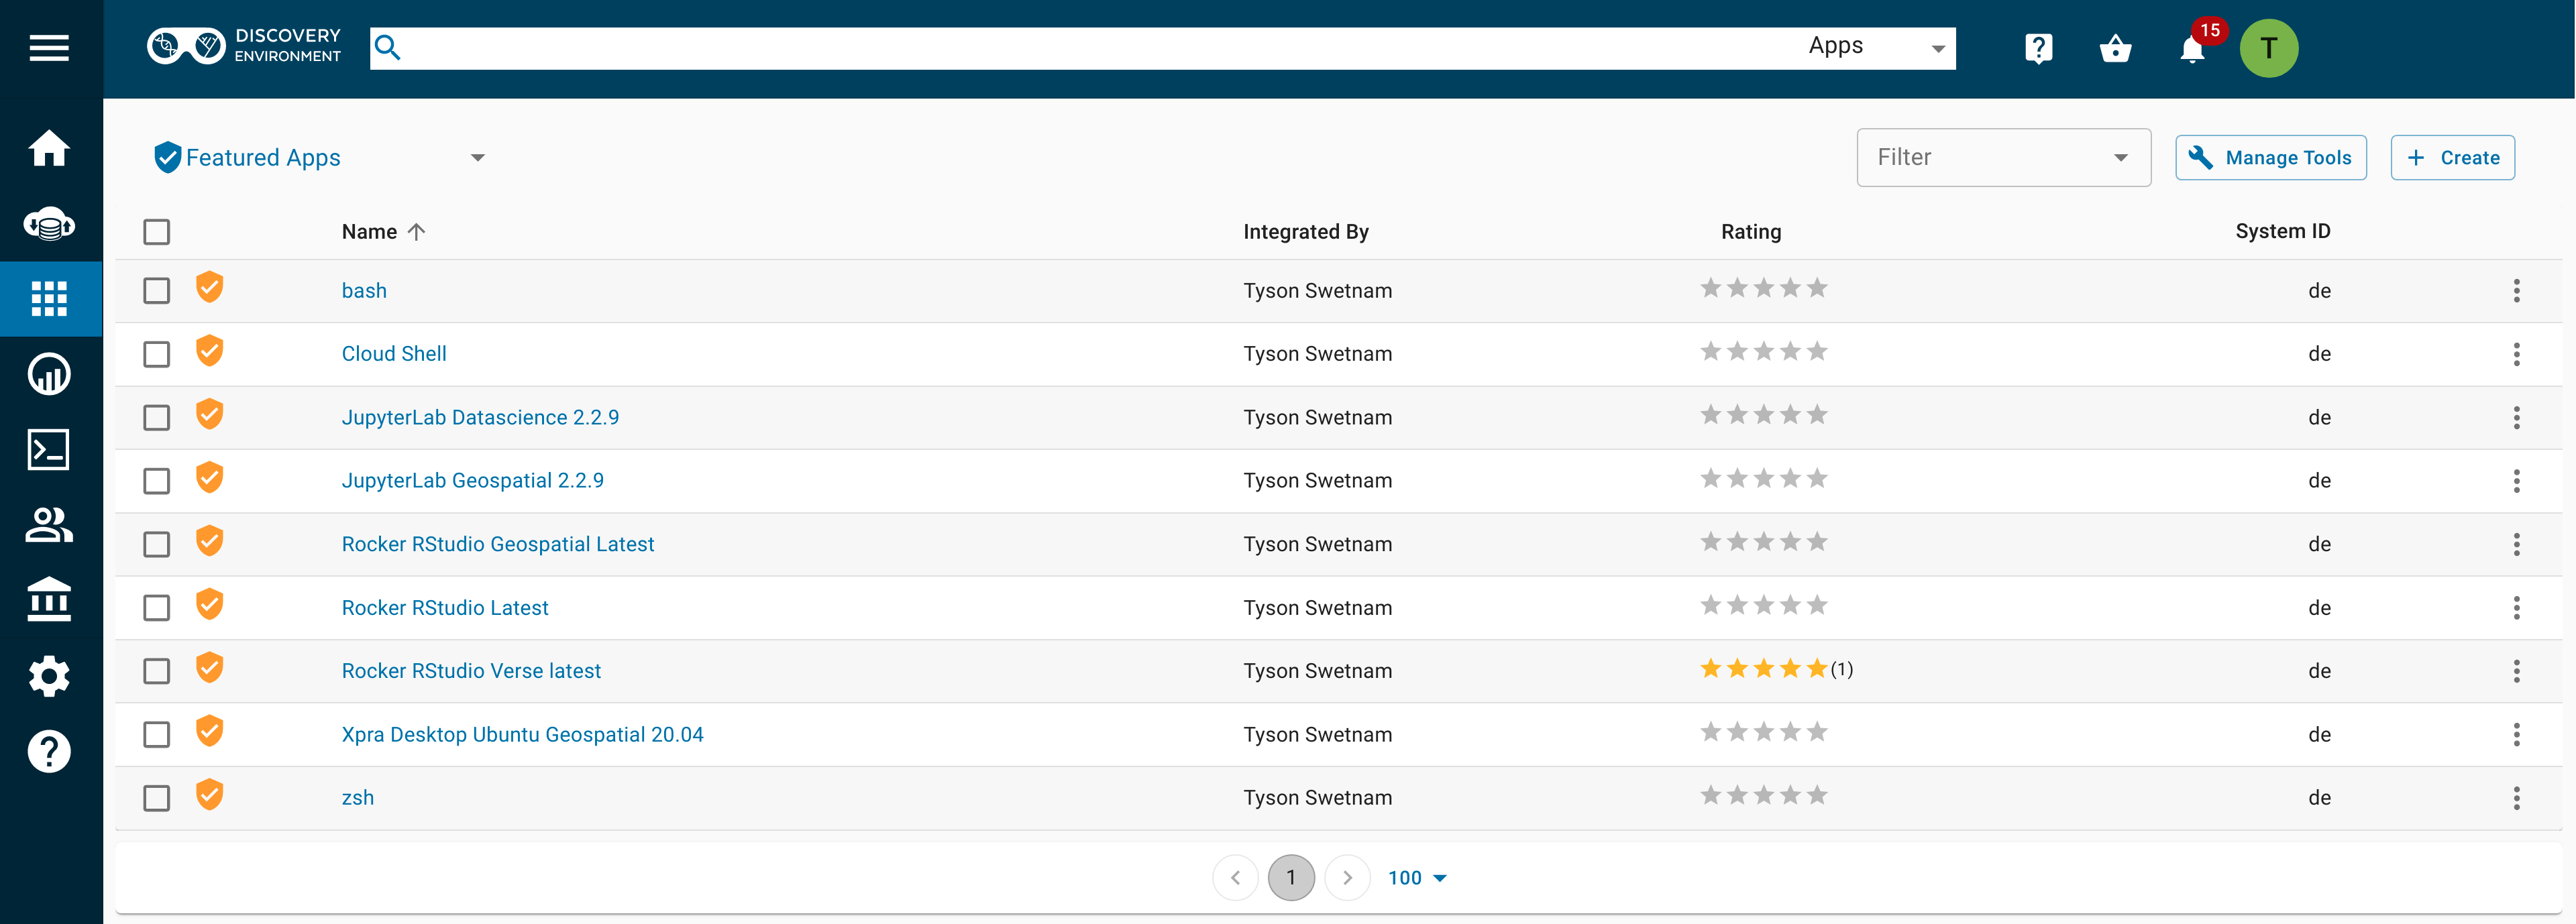 DISCOVERY
ENVIRONMENT
Apps
15
T
Featured Apps
Filter
Manage Tools
+ Create
Name Integrated By Rating System ID
bash Tyson Swetnam de
Cloud Shell Tyson Swetnam de
JupyterLab Datascience 2.2.9 Tyson Swetnam de
JupyterLab Geospatial 2.2.9 Tyson Swetnam de
Rocker RStudio Geospatial Latest Tyson Swetnam de
Rocker RStudio Latest Tyson Swetnam de
Rocker RStudio Verse latest Tyson Swetnam (1) de
Xpra Desktop Ubuntu Geospatial 20.04 Tyson Swetnam de
zsh Tyson Swetnam de
1 100